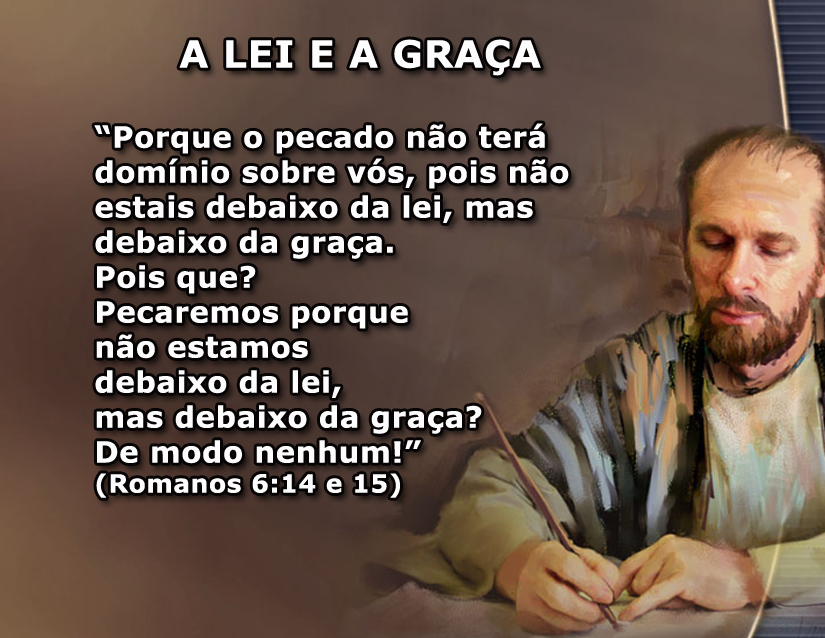 A LEI E A GRAÇA
“Porque o pecado não terá
domínio sobre vós, pois não
estais debaixo da lei, mas
debaixo da graça.
Pois que?
Pecaremos porque
não estamos
debaixo da lei,
mas debaixo da graça?
De modo nenhum!”
(Romanos 6:14 e 15)